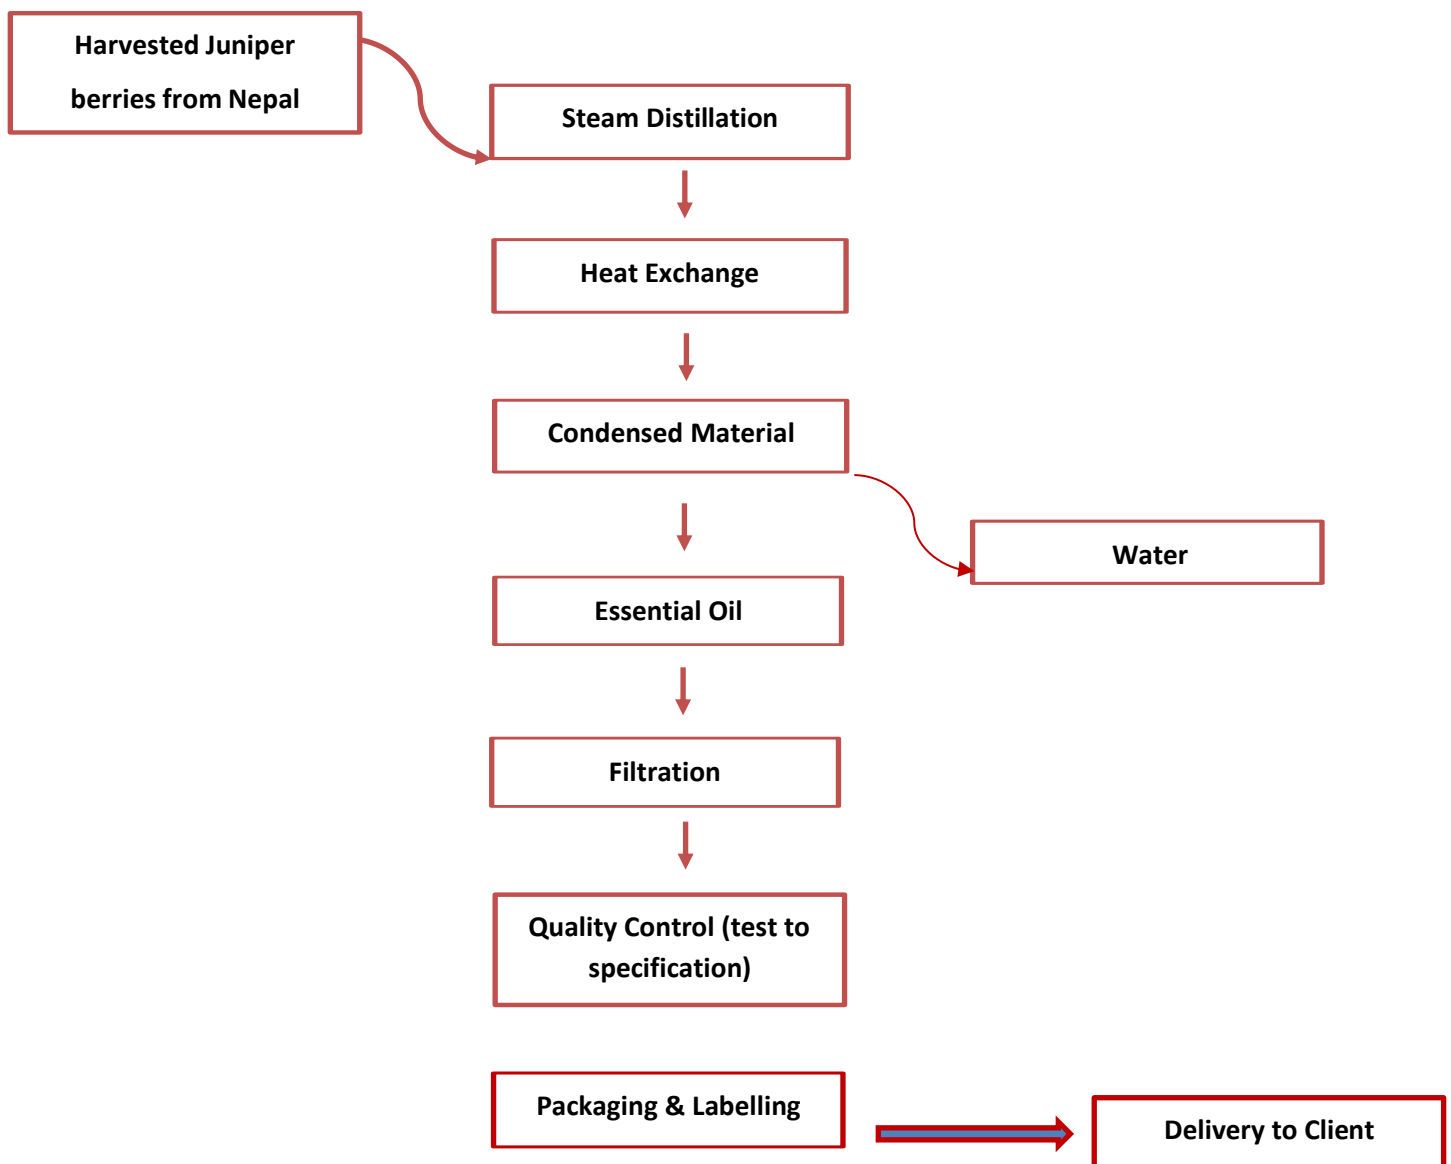 Harvested Juniper
berries from Nepal
Steam Distillation
Heat Exchange
Condensed Material
Water
Essential Oil
Filtration
Quality Control (test to
specification)
Packaging & Labelling
Delivery to Client